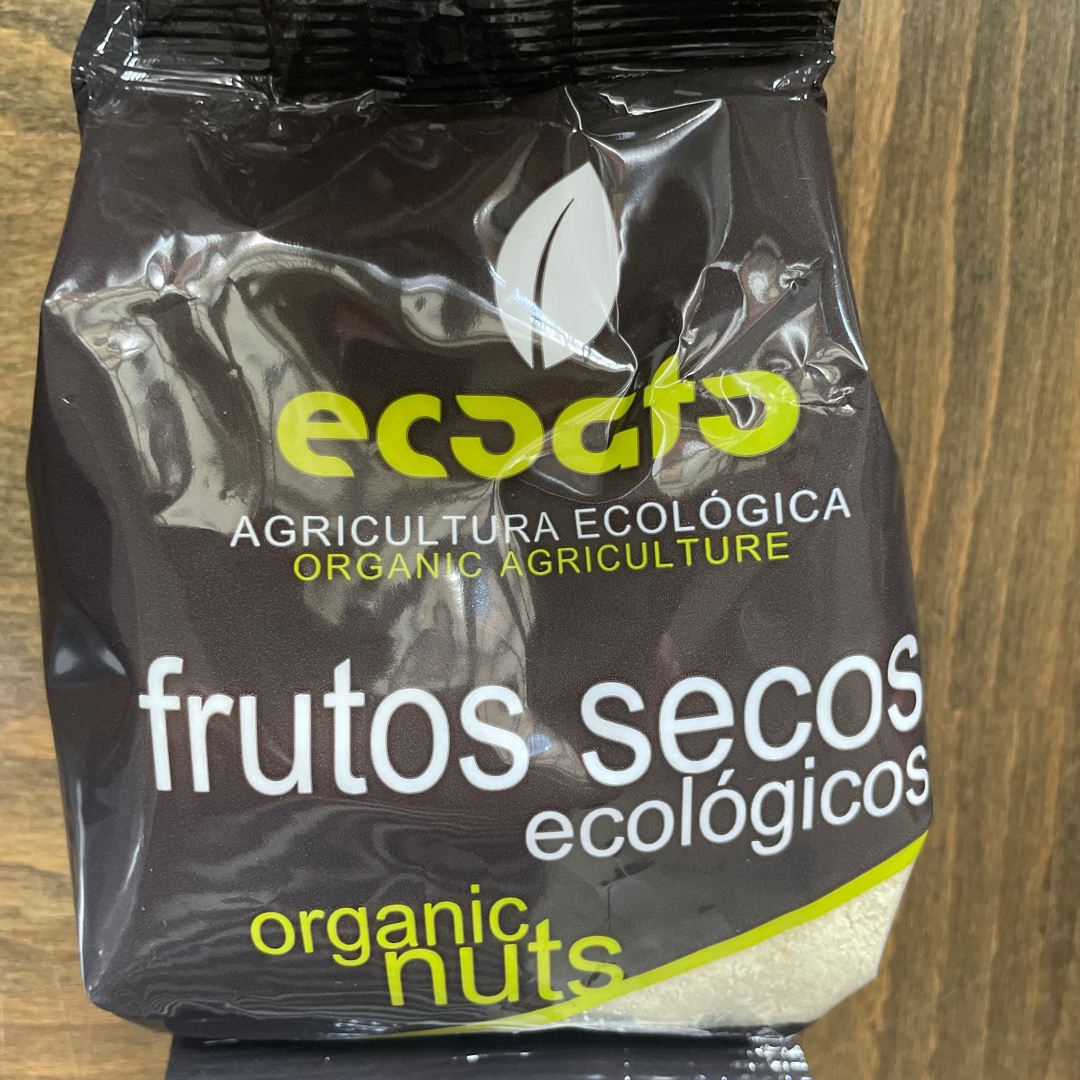 ecoato
AGRICULTURA ECOLÓGICA
ORGANIC AGRICULTURE
frutos secos
ecológicos
organic
nuts